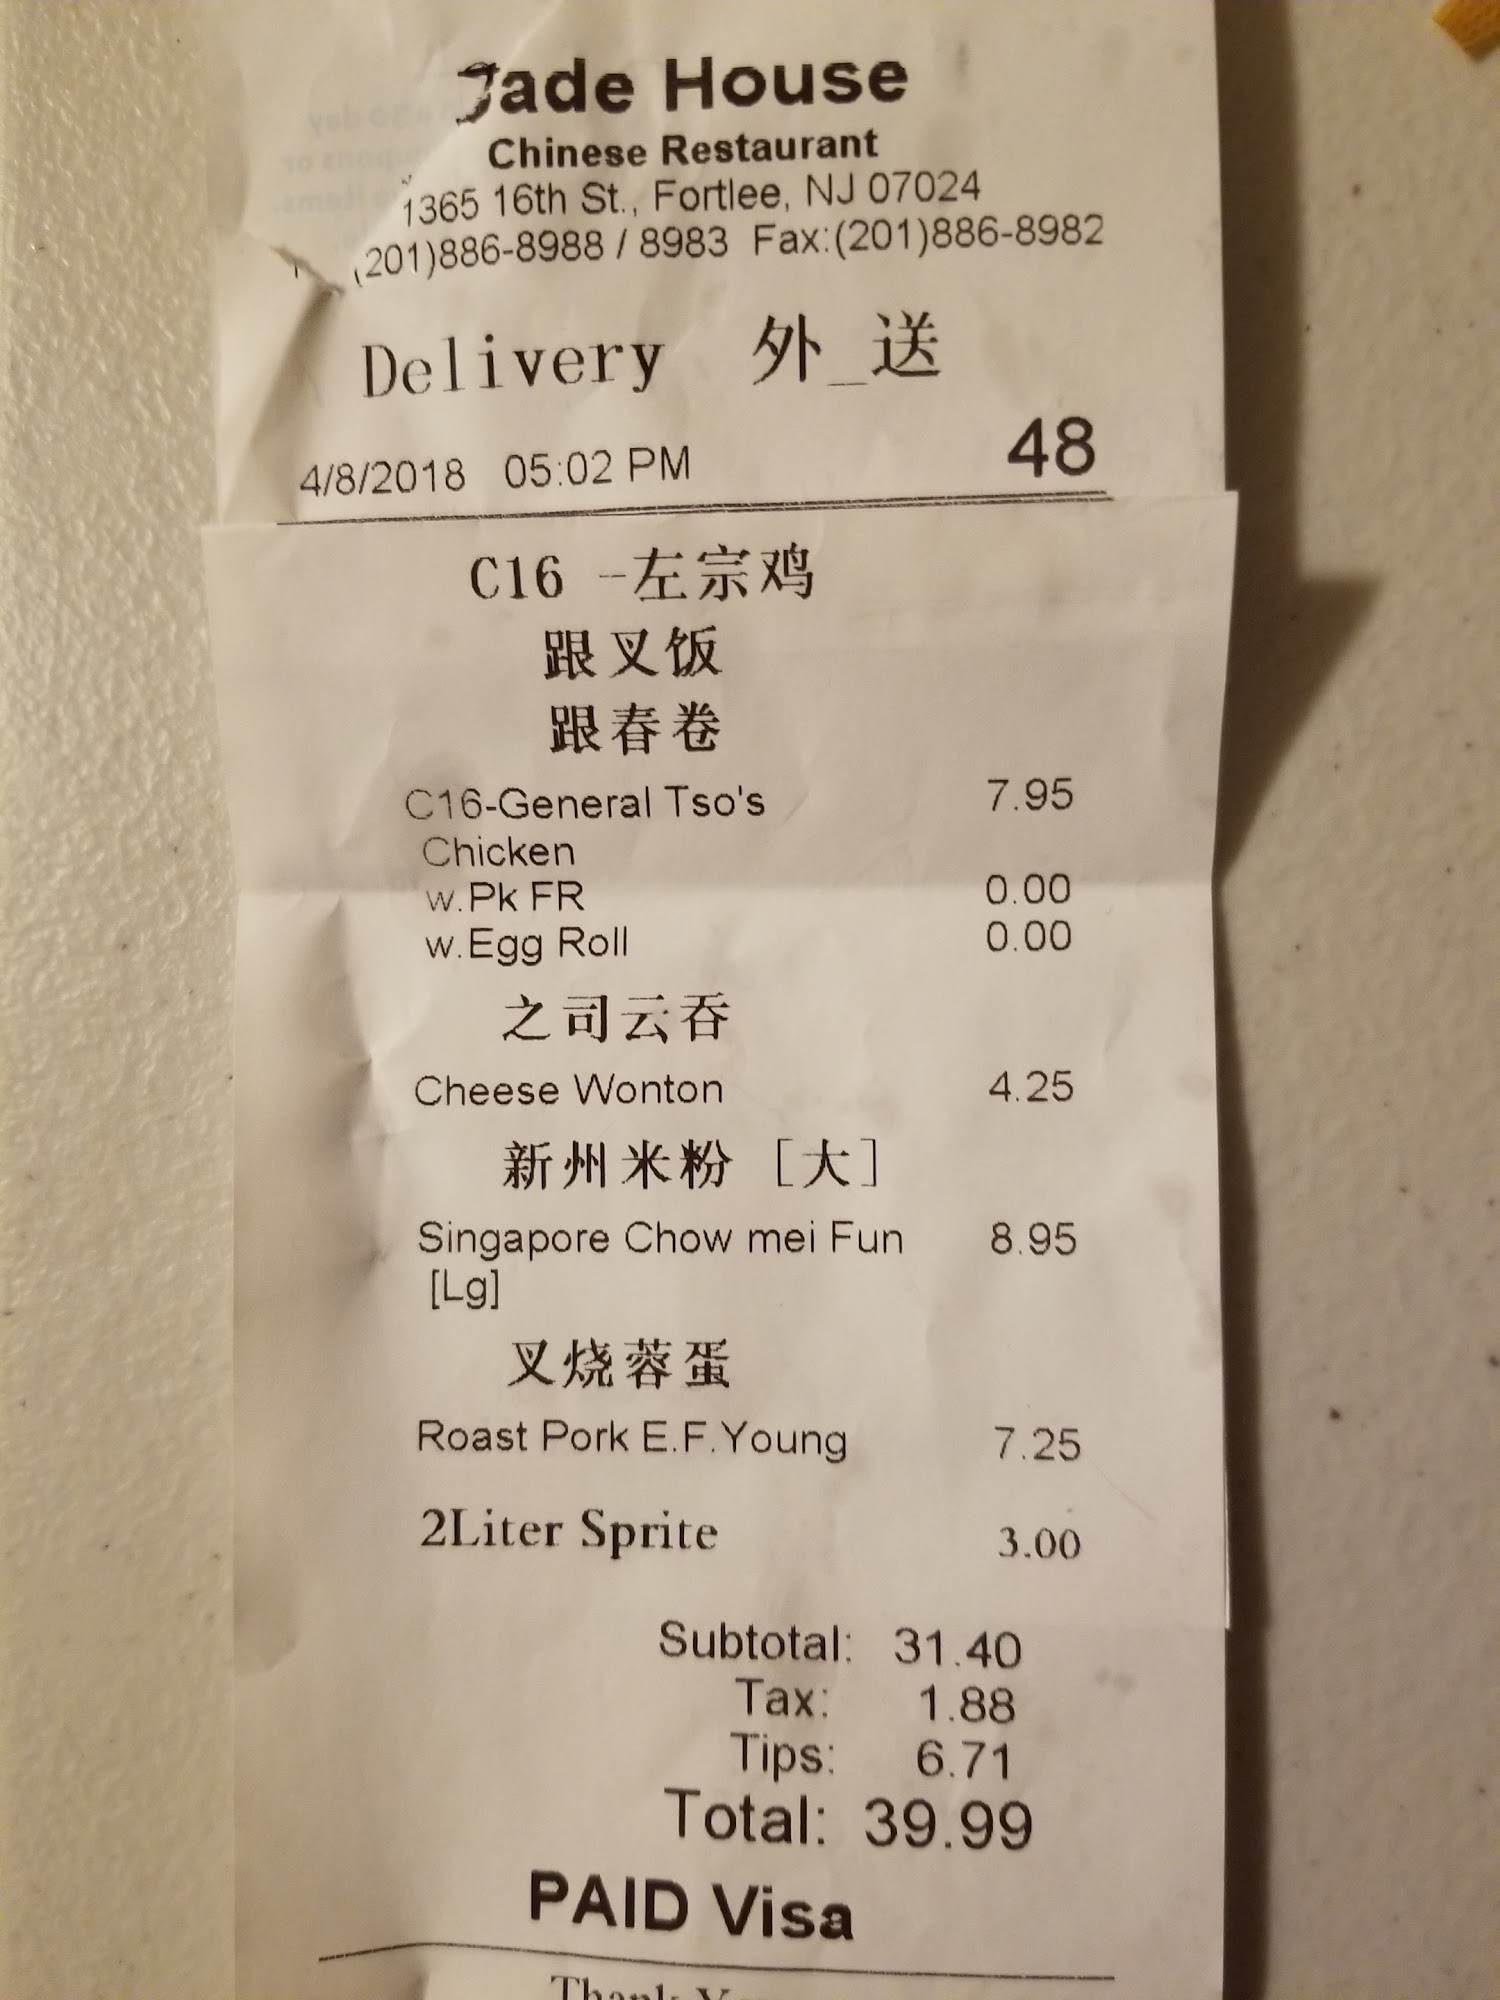 Jade House
Chinese Restaurant
1365 16th St., Fortlee, NJ 07024
(201)886-8988 / 8983 Fax:(201)886-8982
Delivery 外_送
4/8/2018 05:02 PM 48
C16 -左宗鸡
跟叉饭
跟春卷
C16-General Tso's 7.95
Chicken
w.Pk FR 0.00
w.Egg Roll 0.00
之司云吞
Cheese Wonton 4.25
新州米粉 [大]
Singapore Chow mei Fun 8.95
[Lg]
叉烧蓉蛋
Roast Pork E.F.Young 7.25
2Liter Sprite 3.00
Subtotal: 31.40
Tax: 1.88
Tips: 6.71
Total: 39.99
PAID Visa
Thank